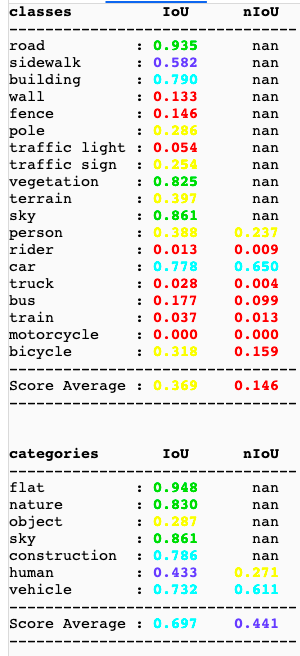 classes IoU nIoU
--------------------------------
road : 0.935 nan
sidewalk : 0.582 nan
building : 0.790 nan
wall : 0.133 nan
fence : 0.146 nan
pole : 0.286 nan
traffic light : 0.054 nan
traffic sign : 0.254 nan
vegetation : 0.825 nan
terrain : 0.397 nan
sky : 0.861 nan
person : 0.388 0.237
rider : 0.013 0.009
car : 0.778 0.650
truck : 0.028 0.004
bus : 0.177 0.099
train : 0.037 0.013
motorcycle : 0.000 0.000
bicycle : 0.318 0.159
--------------------------------
Score Average : 0.369 0.146
--------------------------------
categories IoU nIoU
--------------------------------
flat : 0.948 nan
nature : 0.830 nan
object : 0.287 nan
sky : 0.861 nan
construction : 0.786 nan
human : 0.433 0.271
vehicle : 0.732 0.611
--------------------------------
Score Average : 0.697 0.441
--------------------------------